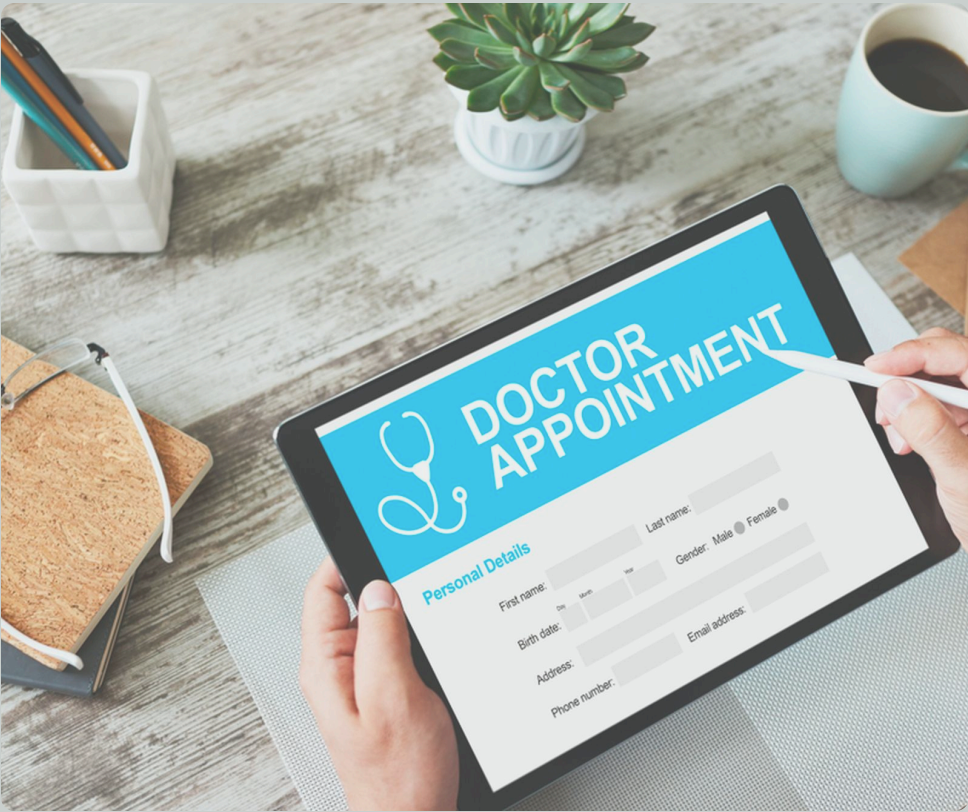 DOCTOR
APPOINTMENT
Personal Details
First name: Last name:
Day Month Year
Birth date: Gender: Male Female
Address:
Phone number: Email address: